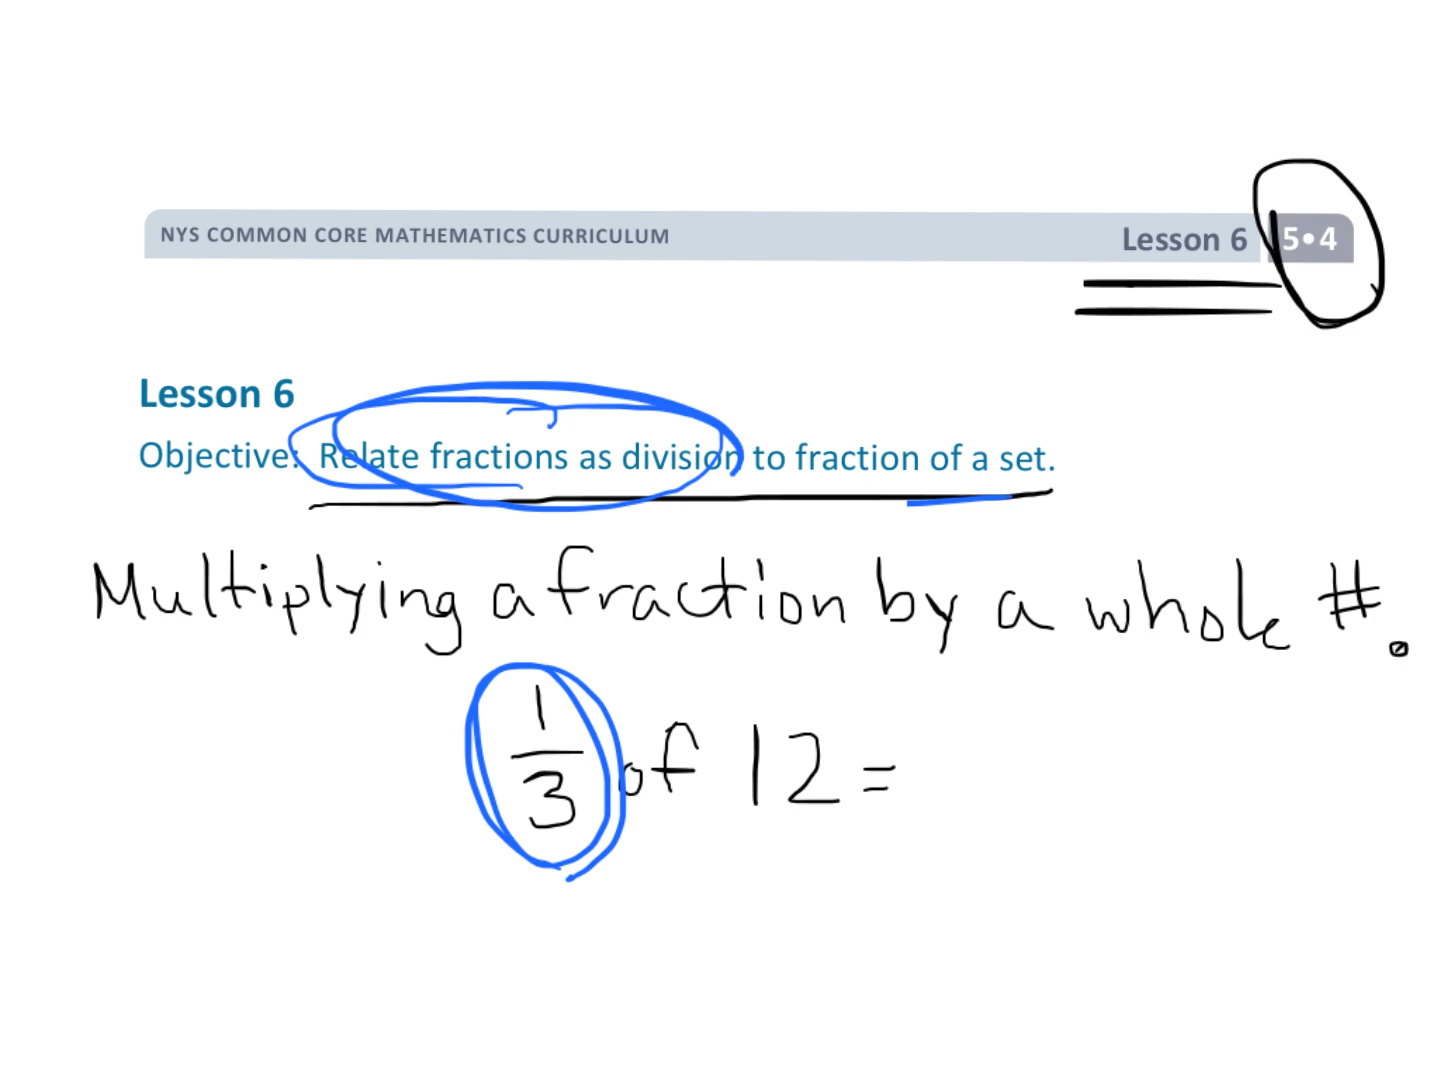 NYS COMMON CORE MATHEMATICS CURRICULUM Lesson 6 5•4
Lesson 6
Objective: Relate fractions as division to fraction of a set.
Multiplying a fraction by a whole #.
1/3 of 12 =